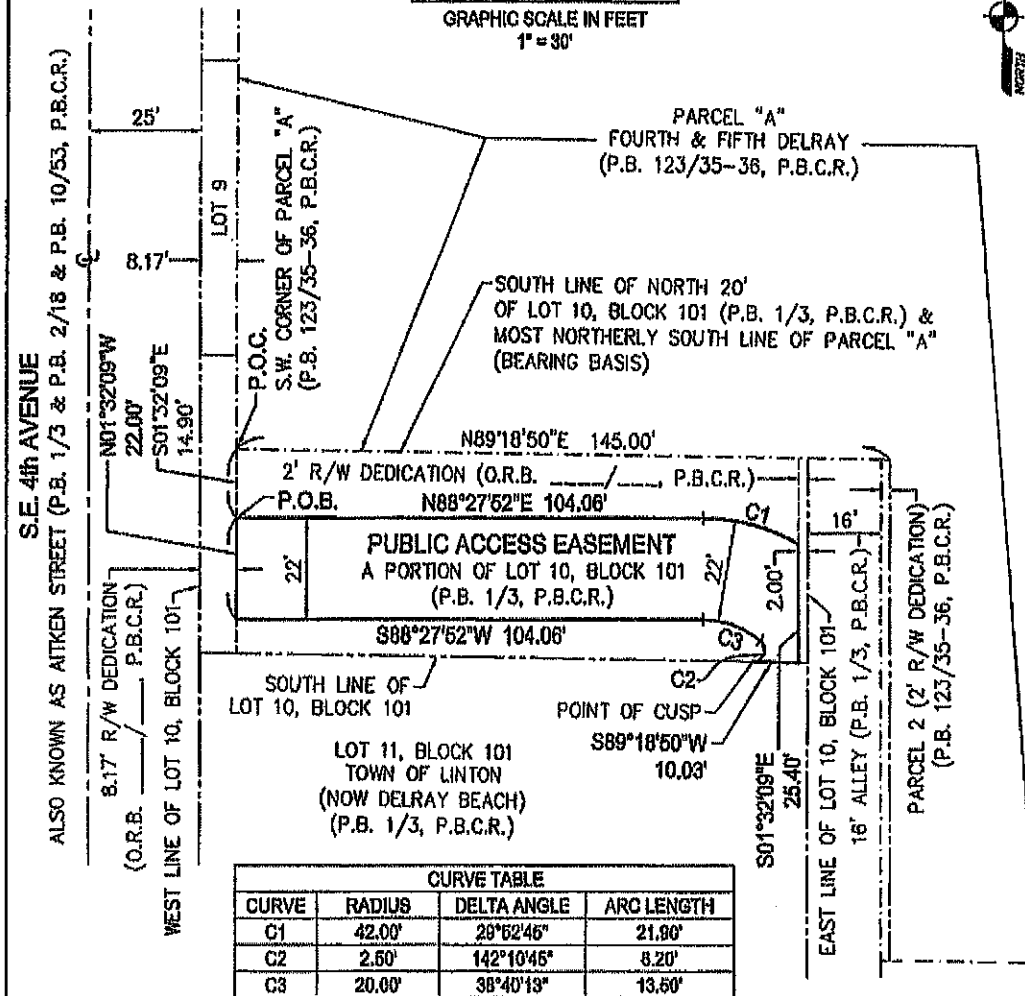 GRAPHIC SCALE IN FEET
1" = 30'
NORTH
PARCEL "A"
FOURTH & FIFTH DELRAY
(P.B. 123/35-36, P.B.C.R.)
25'
LOT 9
8.17'
S.W. CORNER OF PARCEL "A"
(P.B. 123/35-36, P.B.C.R.)
P.O.C.
SOUTH LINE OF NORTH 20'
OF LOT 10, BLOCK 101 (P.B. 1/3, P.B.C.R.) &
MOST NORTHERLY SOUTH LINE OF PARCEL "A"
(BEARING BASIS)
S.E. 4th AVENUE
ALSO KNOWN AS AITKEN STREET (P.B. 1/3 & P.B. 2/18 & P.B. 10/53, P.B.C.R.)
N01°32'09"W
22.00'
S01°32'09"E
14.90'
N89°18'50"E 145.00'
2' R/W DEDICATION (O.R.B. ____/____, P.B.C.R.)
P.O.B.
N88°27'52"E 104.06'
C1
16'
PUBLIC ACCESS EASEMENT
A PORTION OF LOT 10, BLOCK 101
(P.B. 1/3, P.B.C.R.)
22'
22'
2.00'
S88°27'52"W 104.06'
C3
C2
8.17' R/W DEDICATION
(O.R.B. ____/____ P.B.C.R.)
WEST LINE OF LOT 10, BLOCK 101
SOUTH LINE OF
LOT 10, BLOCK 101
POINT OF CUSP
S89°18'50"W
10.03'
S01°32'09"E
25.40'
EAST LINE OF LOT 10, BLOCK 101
16' ALLEY (P.B. 1/3, P.B.C.R.)
PARCEL 2 (2' R/W DEDICATION)
(P.B. 123/35-36, P.B.C.R.)
LOT 11, BLOCK 101
TOWN OF LINTON
(NOW DELRAY BEACH)
(P.B. 1/3, P.B.C.R.)
CURVE TABLE
CURVE RADIUS DELTA ANGLE ARC LENGTH
C1 42.00' 29°52'45" 21.90'
C2 2.50' 142°10'45" 6.20'
C3 20.00' 38°40'13" 13.50'